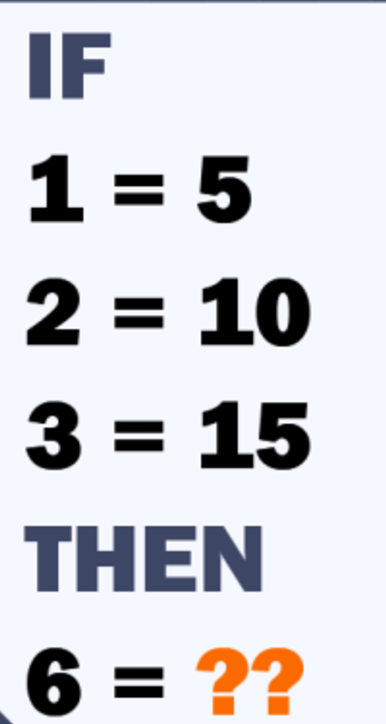 IF
1 = 5
2 = 10
3 = 15
THEN
6 = ??